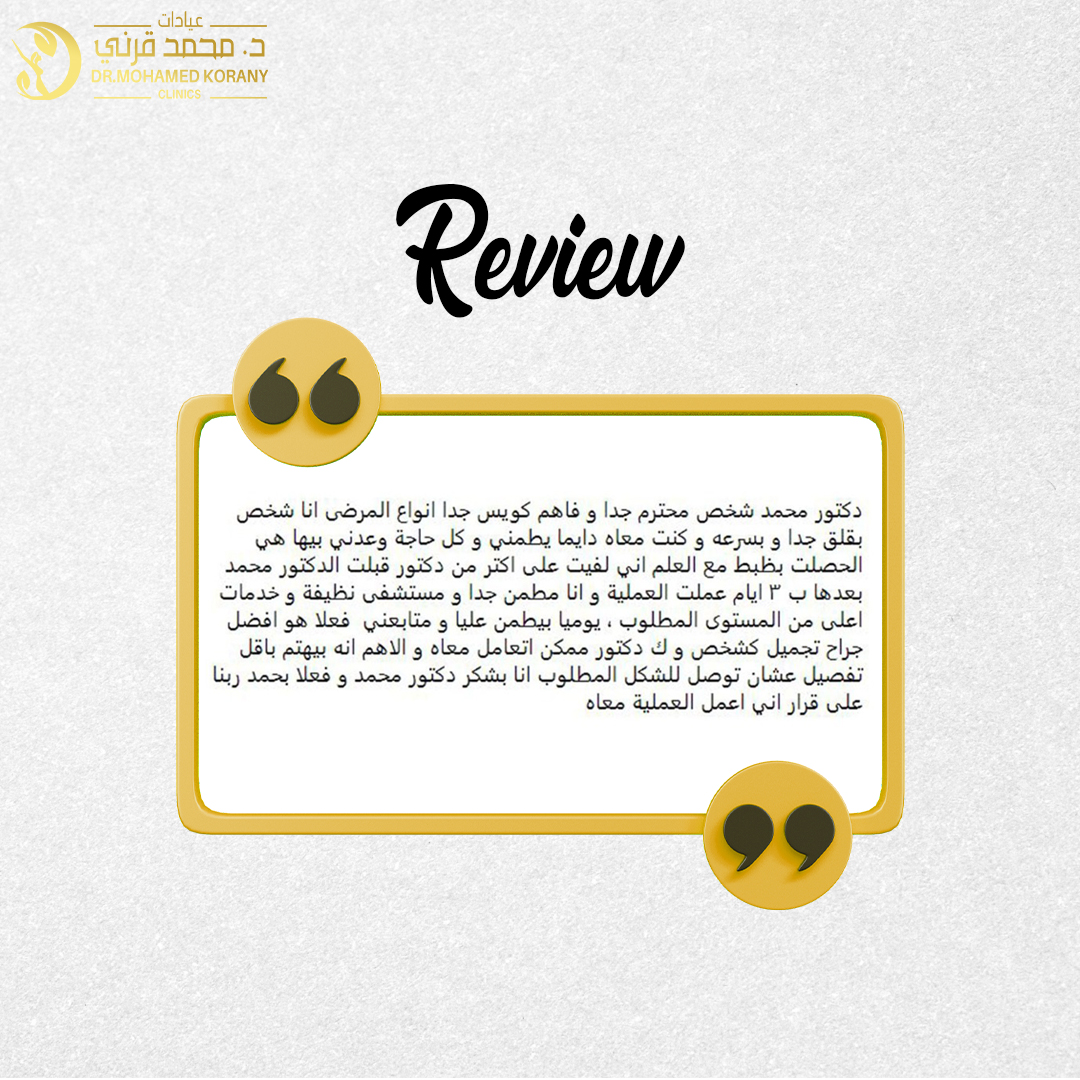 عيادات
د. محمد قرني
DR.MOHAMED KORANY
CLINICS
Review
دكتور محمد شخص محترم جدا و فاهم كويس جدا انواع المرضى انا شخص
بقلق جدا و بسرعه و كنت معاه دايما يطمني و كل حاجة وعدني بيها هي
الحصلت بظبط مع العلم اني لفيت على اكتر من دكتور قبلت الدكتور محمد
بعدها ب ٣ ايام عملت العملية و انا مطمن جدا و مستشفى نظيفة و خدمات
اعلى من المستوى المطلوب ، يوميا بيطمن عليا و متابعني فعلا هو افضل
جراح تجميل كشخص و ك دكتور ممكن اتعامل معاه و الاهم انه بيهتم باقل
تفصيل عشان توصل للشكل المطلوب انا بشكر دكتور محمد و فعلا بحمد ربنا
على قرار اني اعمل العملية معاه